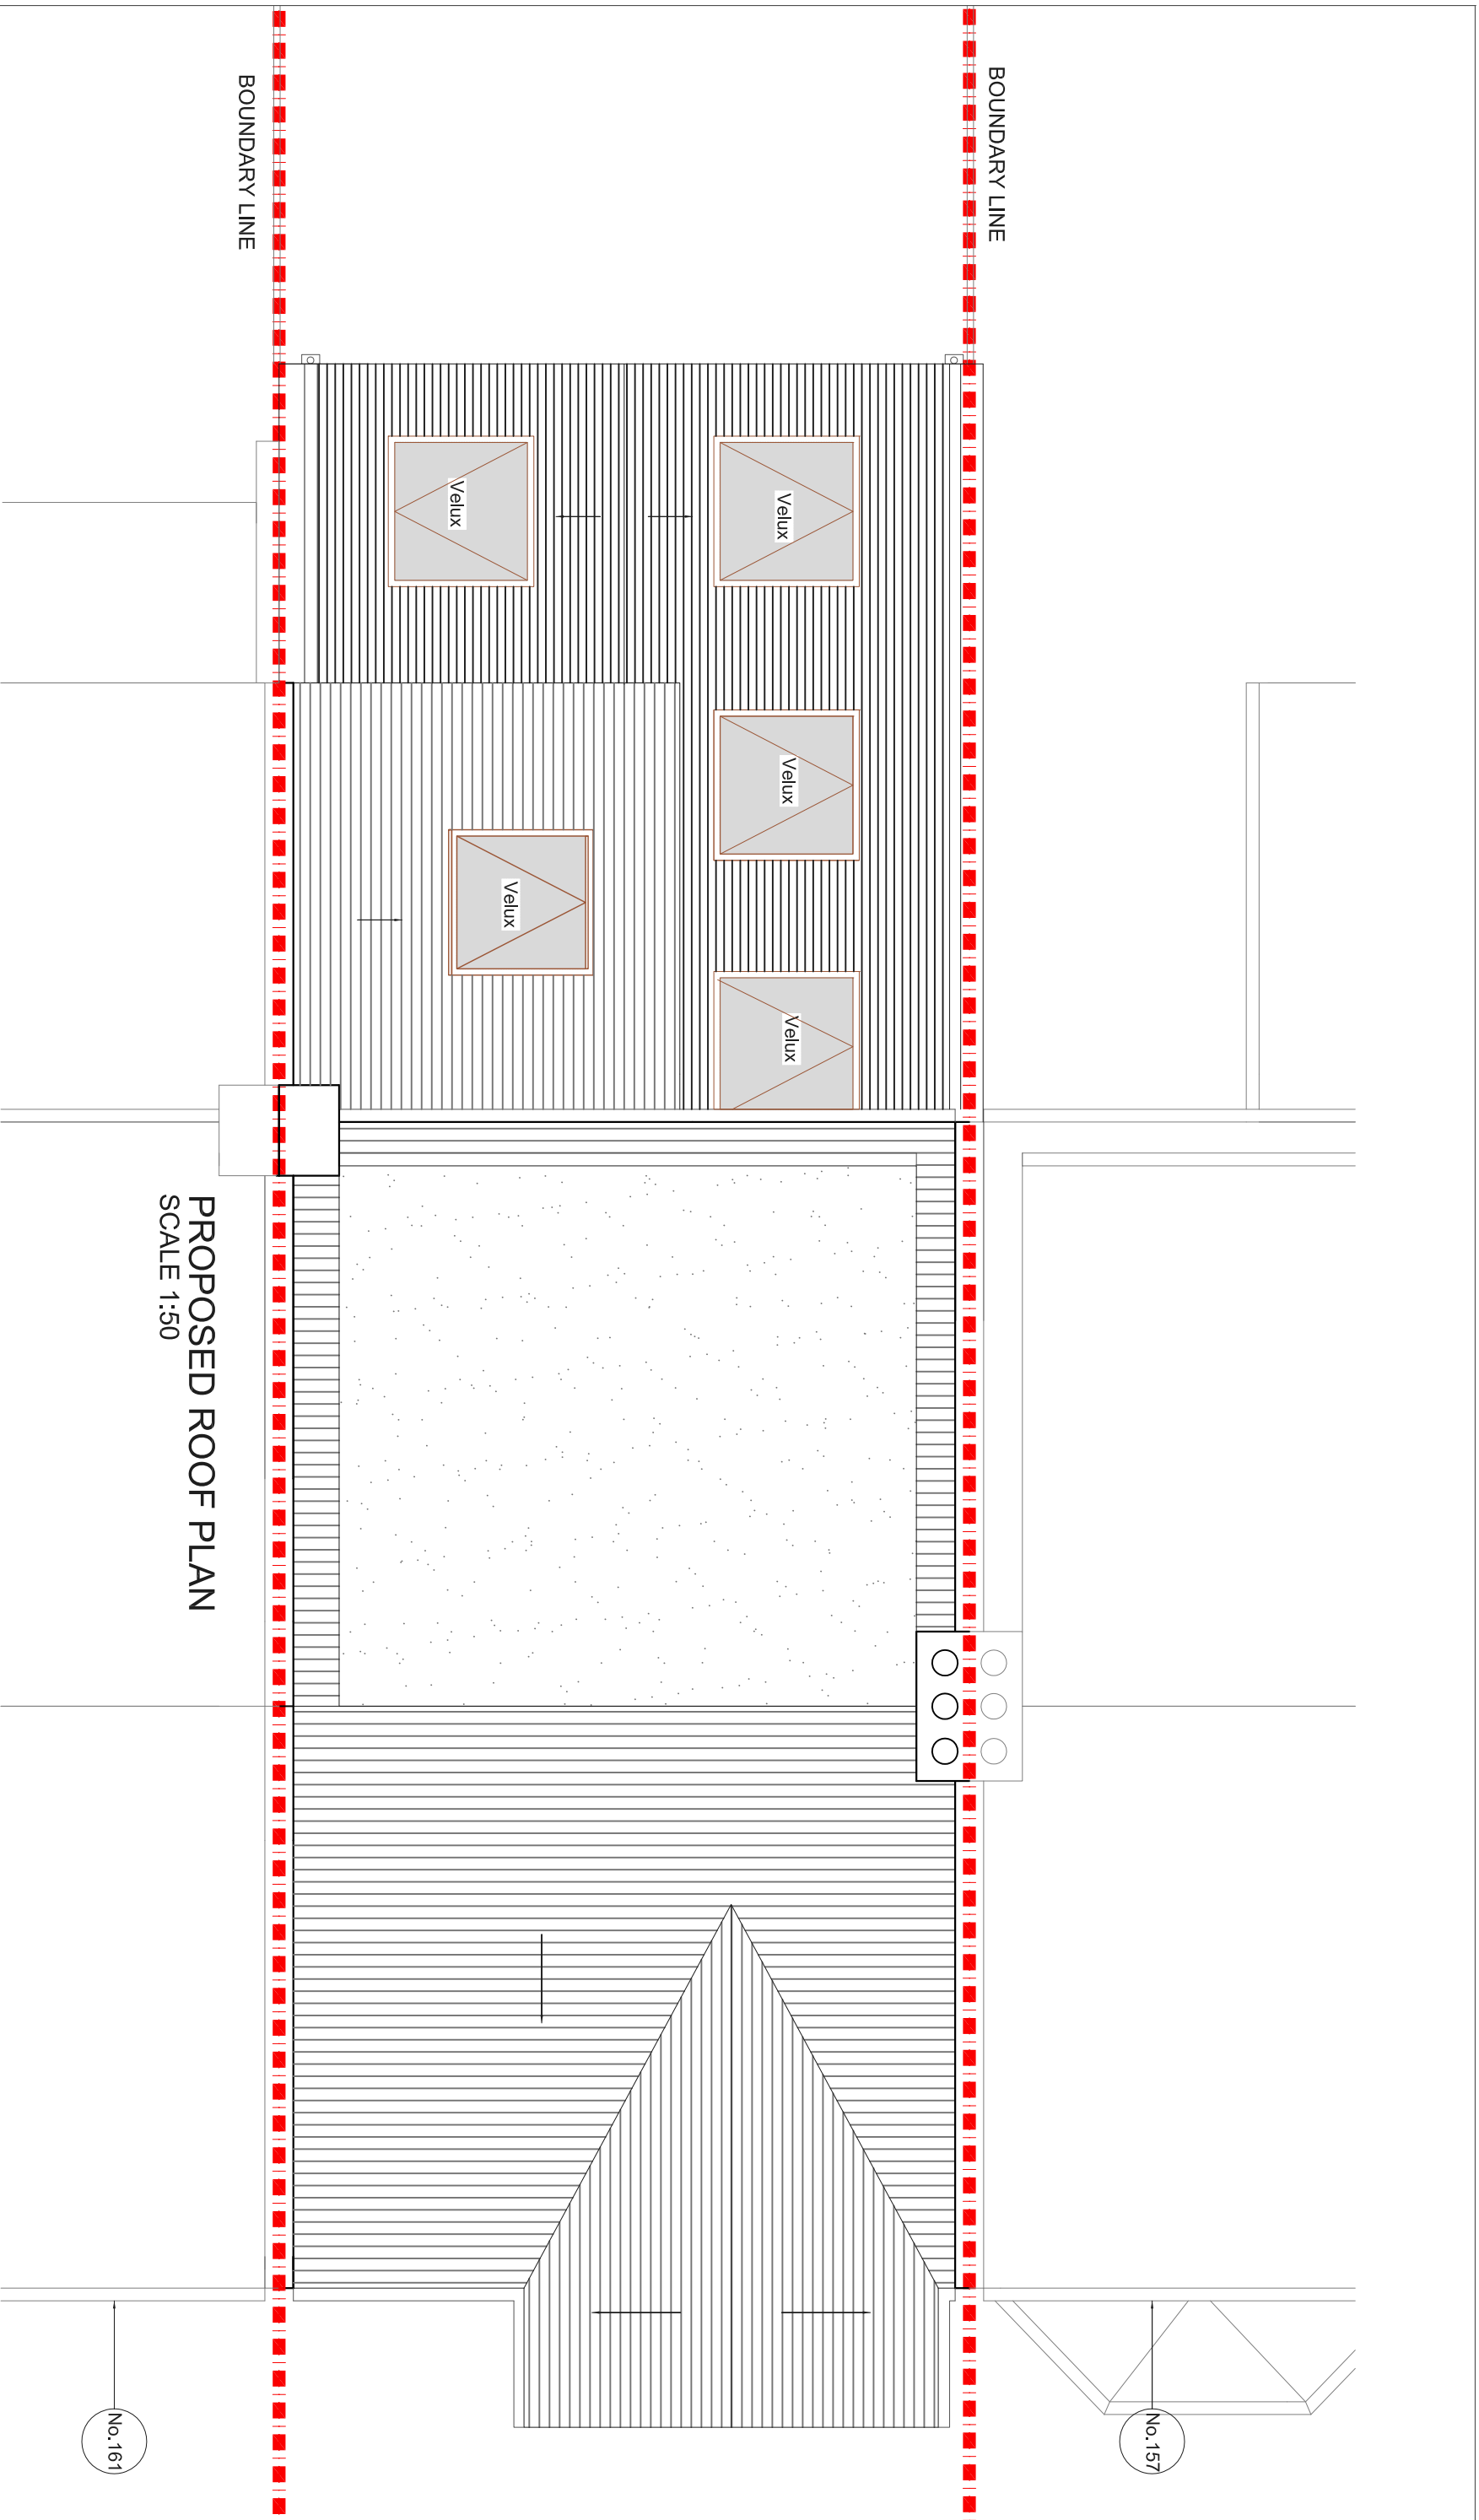 BOUNDARY LINE
BOUNDARY LINE
Velux
Velux
Velux
Velux
Velux
PROPOSED ROOF PLAN
SCALE 1:50
No.157
No.161